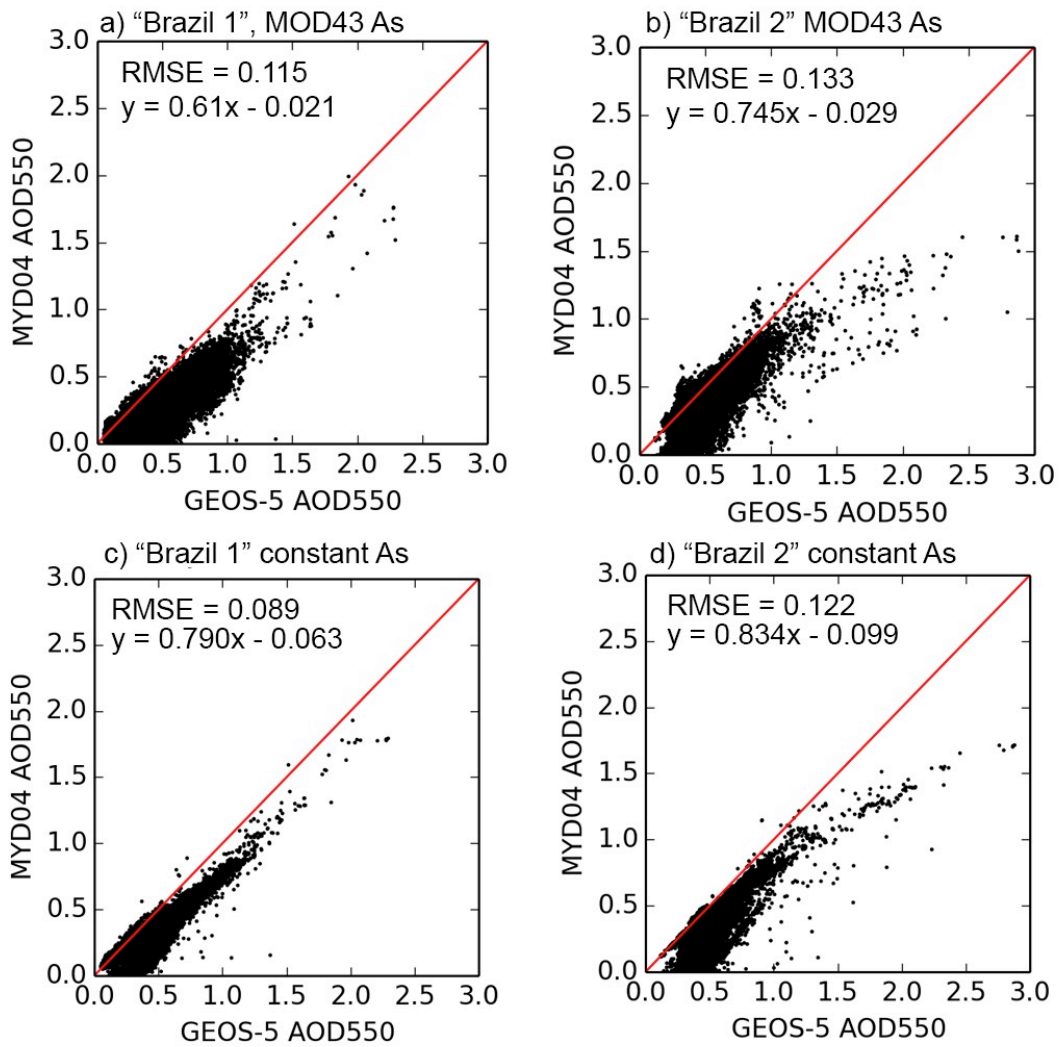 a) “Brazil 1”, MOD43 As
3.0
2.5
2.0
1.5
1.0
0.5
0.0
MYD04 AOD550
RMSE = 0.115
y = 0.61x - 0.021
0.0 0.5 1.0 1.5 2.0 2.5 3.0
GEOS-5 AOD550
b) “Brazil 2” MOD43 As
3.0
2.5
2.0
1.5
1.0
0.5
0.0
MYD04 AOD550
RMSE = 0.133
y = 0.745x - 0.029
0.0 0.5 1.0 1.5 2.0 2.5 3.0
GEOS-5 AOD550
c) “Brazil 1” constant As
3.0
2.5
2.0
1.5
1.0
0.5
0.0
MYD04 AOD550
RMSE = 0.089
y = 0.790x - 0.063
0.0 0.5 1.0 1.5 2.0 2.5 3.0
GEOS-5 AOD550
d) “Brazil 2” constant As
3.0
2.5
2.0
1.5
1.0
0.5
0.0
MYD04 AOD550
RMSE = 0.122
y = 0.834x - 0.099
0.0 0.5 1.0 1.5 2.0 2.5 3.0
GEOS-5 AOD550